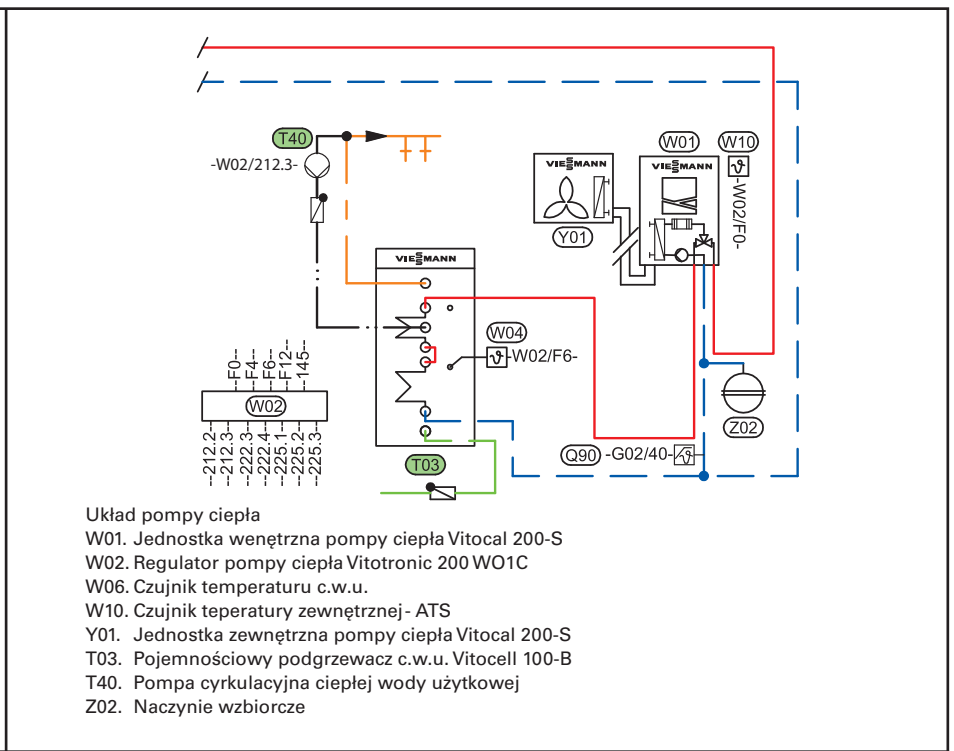 T40
-W02/212.3-
W01
W10
VIESMANN
VIESMANN
-W02/F0-
Y01
VIESMANN
W04
-W02/F6-
-F0--
-F4--
-F6--
-F12--
-145--
W02
--212.2-
--212.3-
--222.3-
--222.4-
--225.1-
--225.2-
--225.3-
Z02
Q90 -G02/40-
T03
Układ pompy ciepła
W01. Jednostka wenętrzna pompy ciepła Vitocal 200-S
W02. Regulator pompy ciepła Vitotronic 200 WO1C
W06. Czujnik temperaturu c.w.u.
W10. Czujnik teperatury zewnętrznej - ATS
Y01. Jednostka zewnętrzna pompy ciepła Vitocal 200-S
T03. Pojemnościowy podgrzewacz c.w.u. Vitocell 100-B
T40. Pompa cyrkulacyjna ciepłej wody użytkowej
Z02. Naczynie wzbiorcze